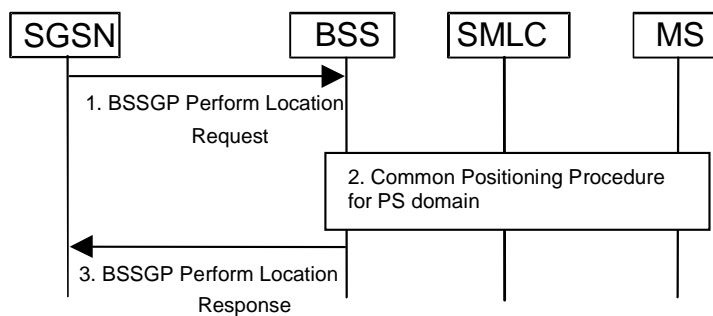 SGSN
BSS
SMLC
MS
1. BSSGP Perform Location
Request
2. Common Positioning Procedure
for PS domain
3. BSSGP Perform Location
Response